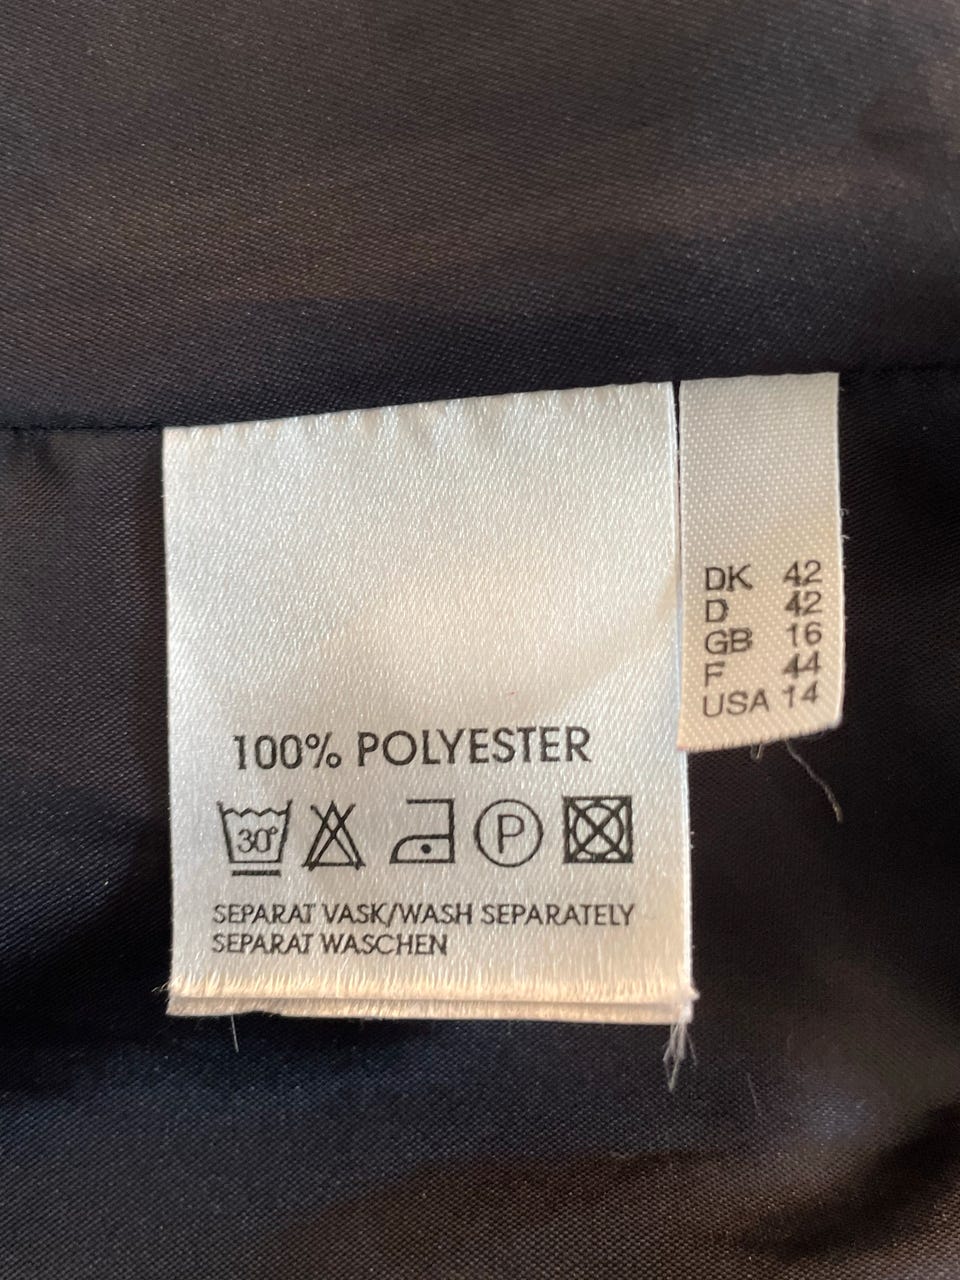 100% POLYESTER
30°
P
SEPARAT VASK/WASH SEPARATELY
SEPARAT WASCHEN
DK 42
D 42
GB 16
F 44
USA 14